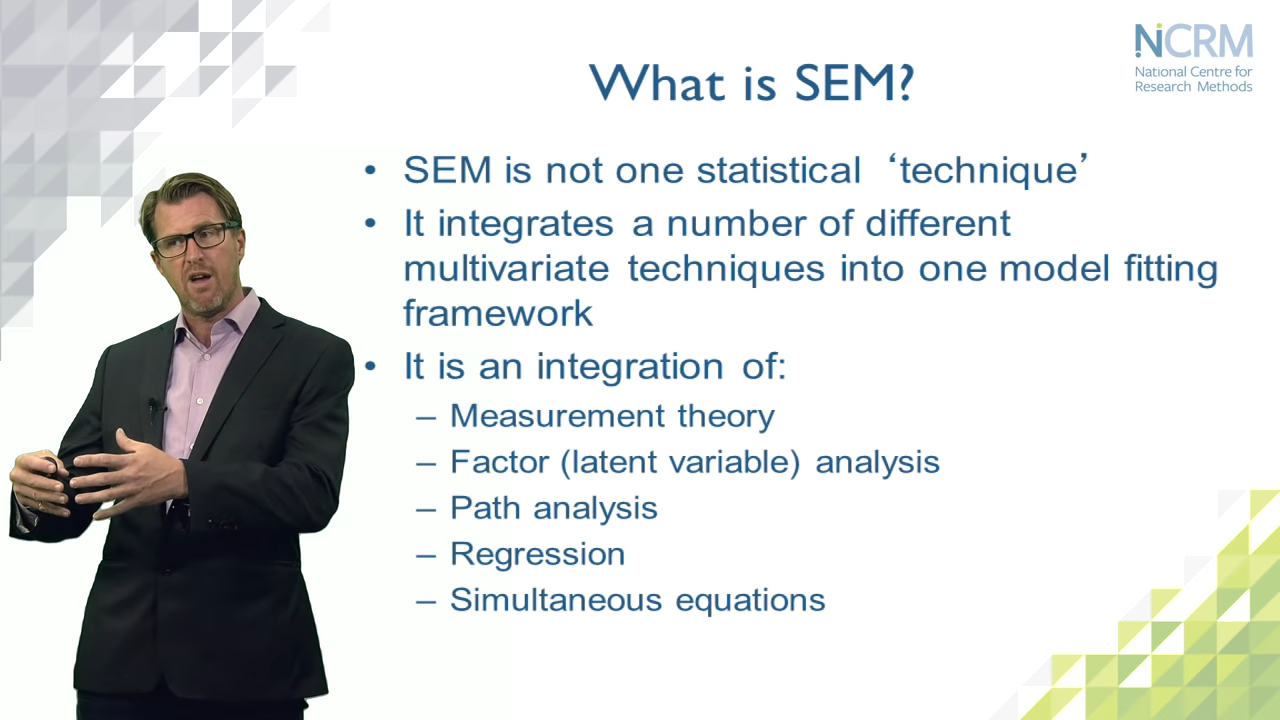 NCRM
National Centre for
Research Methods
What is SEM?
• SEM is not one statistical ‘technique’
• It integrates a number of different
multivariate techniques into one model fitting
framework
• It is an integration of:
– Measurement theory
– Factor (latent variable) analysis
– Path analysis
– Regression
– Simultaneous equations